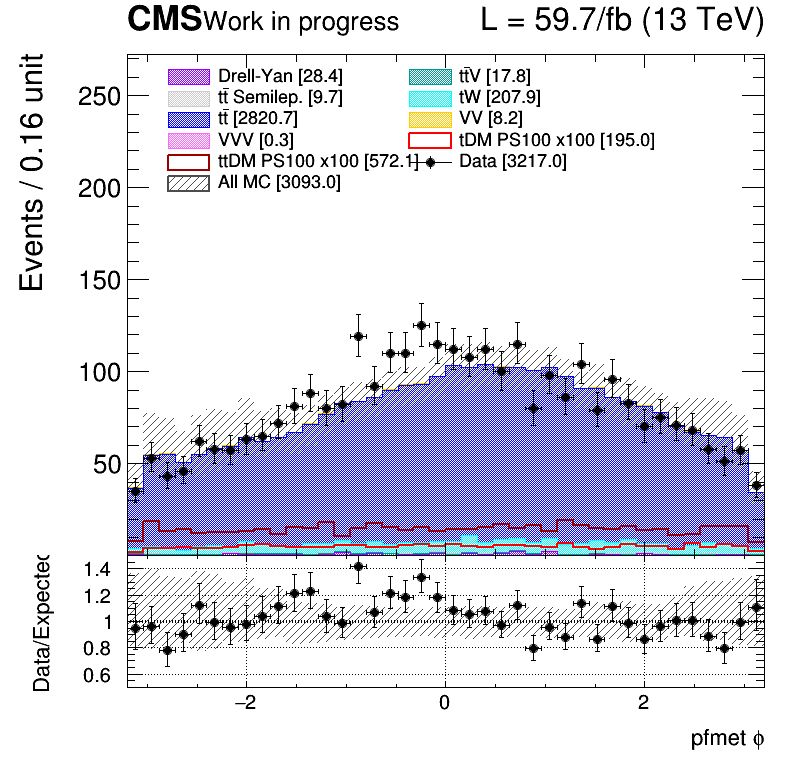 CMS Work in progress L = 59.7/fb (13 TeV)
Events / 0.16 unit
250
200
150
100
50
Drell-Yan [28.4] tt̄V [17.8]
tt̄ Semilep. [9.7] tW [207.9]
tt̄ [2820.7] VV [8.2]
VVV [0.3] tDM PS100 x100 [195.0]
ttDM PS100 x100 [572.1] Data [3217.0]
All MC [3093.0]
Data/Expected
1.4
1.2
1
0.8
0.6
−2 0 2
pfmet ϕ